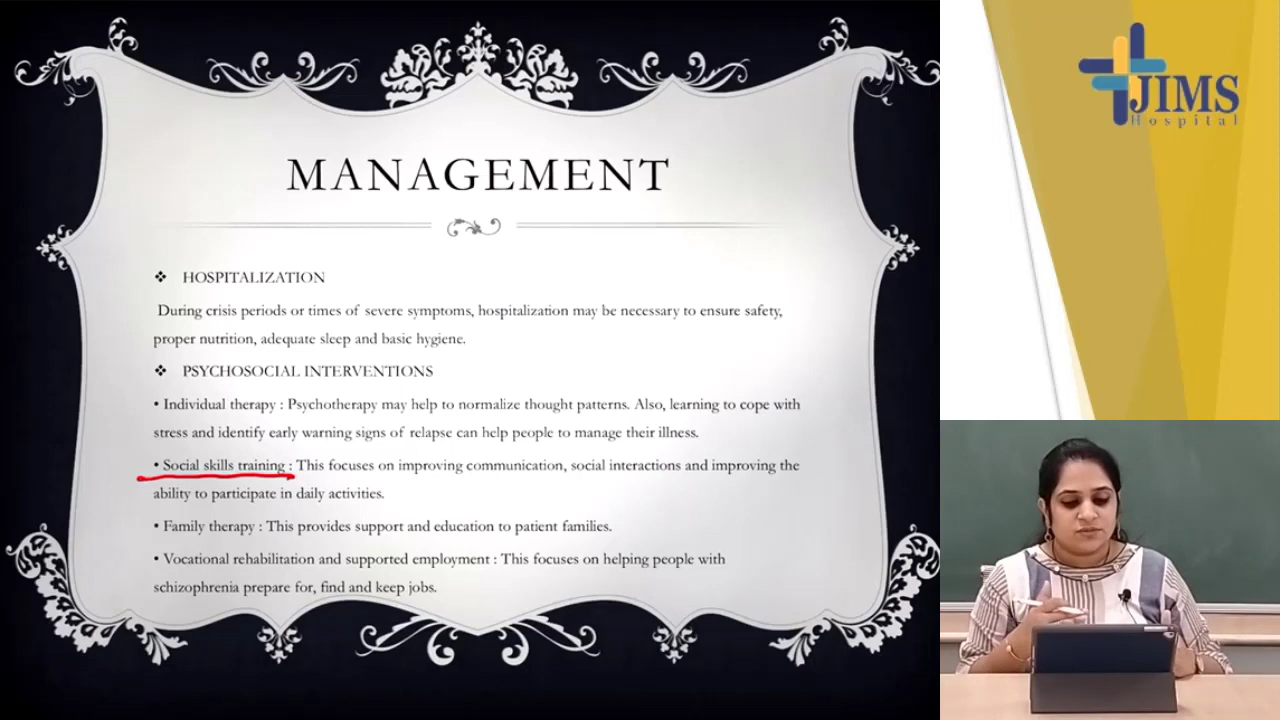 MANAGEMENT
❖ HOSPITALIZATION
During crisis periods or times of severe symptoms, hospitalization may be necessary to ensure safety,
proper nutrition, adequate sleep and basic hygiene.
❖ PSYCHOSOCIAL INTERVENTIONS
• Individual therapy : Psychotherapy may help to normalize thought patterns. Also, learning to cope with
stress and identify early warning signs of relapse can help people to manage their illness.
• Social skills training : This focuses on improving communication, social interactions and improving the
ability to participate in daily activities.
• Family therapy : This provides support and education to patient families.
• Vocational rehabilitation and supported employment : This focuses on helping people with
schizophrenia prepare for, find and keep jobs.
JIMS
Hospital